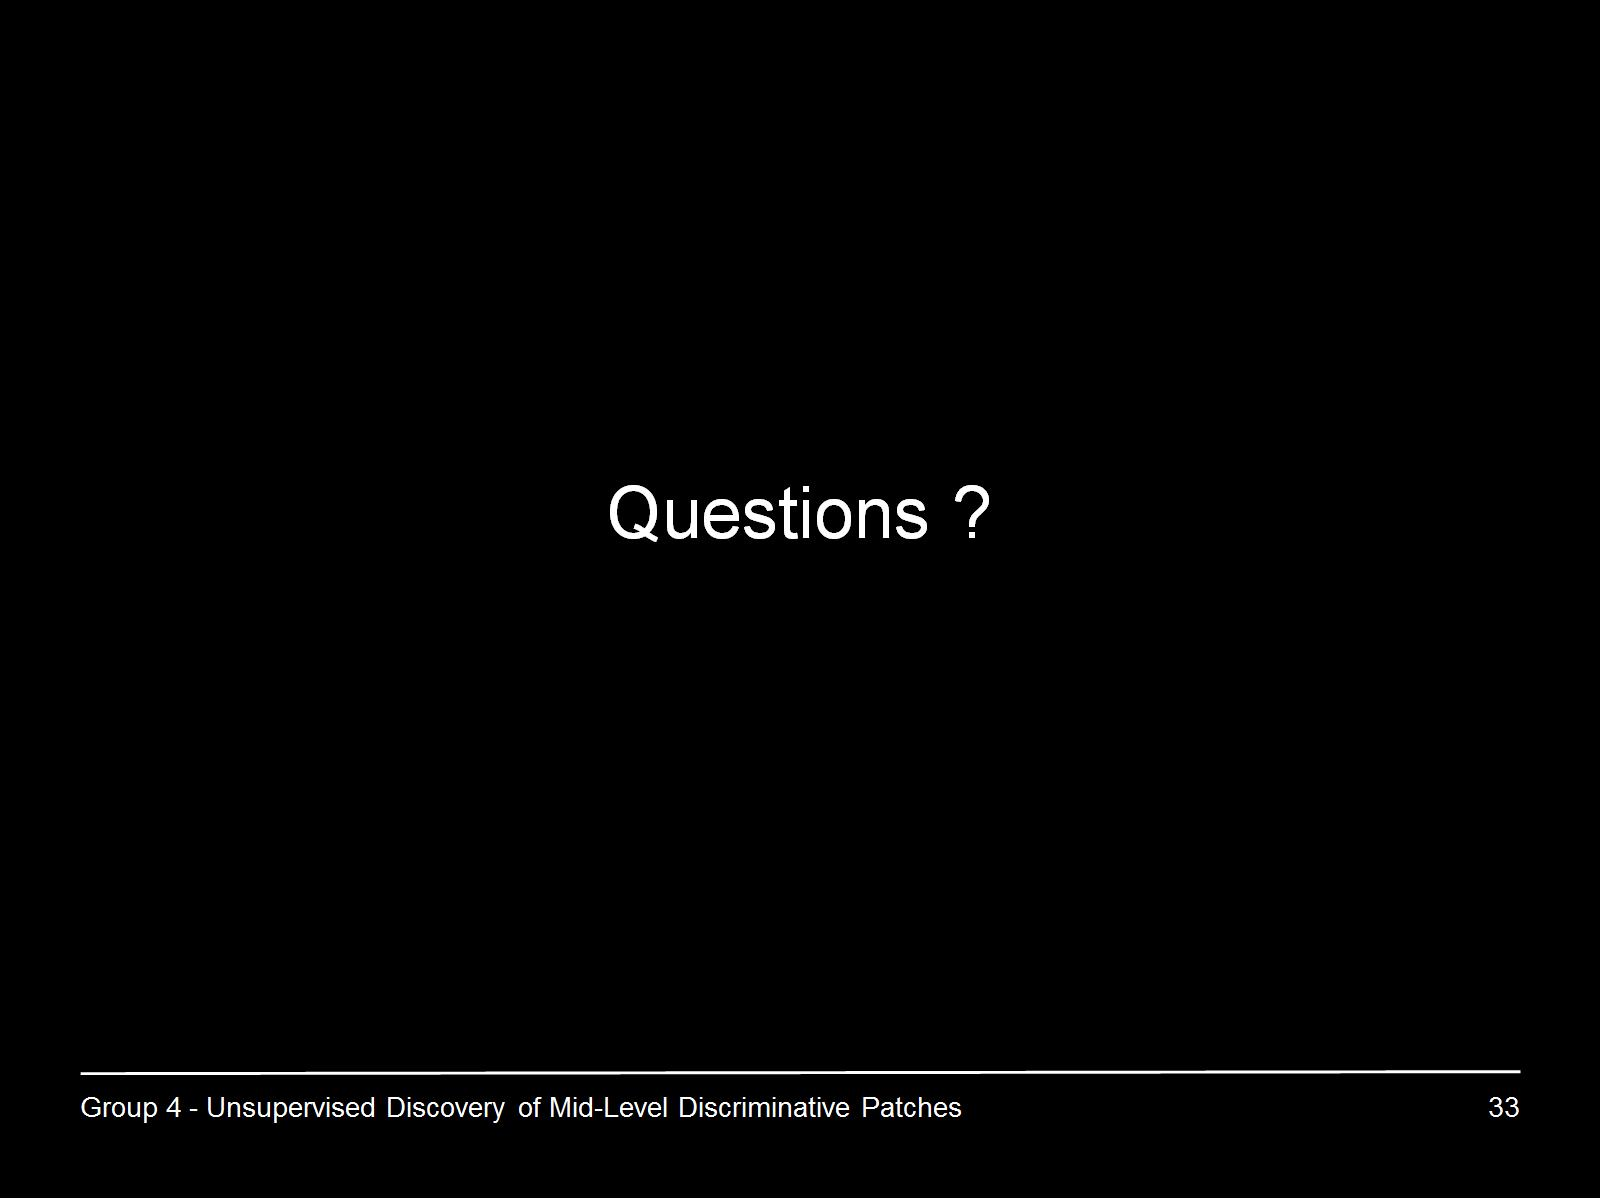 Questions ?
Group 4 - Unsupervised Discovery of Mid-Level Discriminative Patches 33